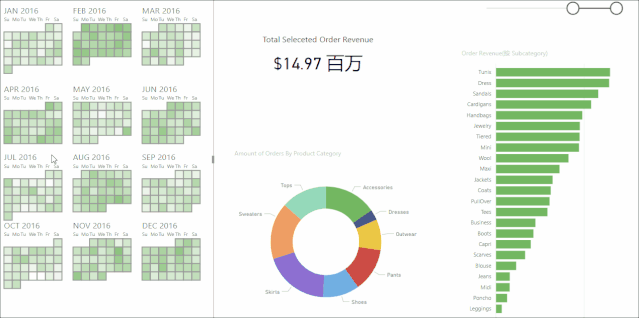 JAN 2016
Su Mo Tu We Th Fr Sa
FEB 2016
Su Mo Tu We Th Fr Sa
MAR 2016
Su Mo Tu We Th Fr Sa
APR 2016
Su Mo Tu We Th Fr Sa
MAY 2016
Su Mo Tu We Th Fr Sa
JUN 2016
Su Mo Tu We Th Fr Sa
JUL 2016
Su Mo Tu We Th Fr Sa
AUG 2016
Su Mo Tu We Th Fr Sa
SEP 2016
Su Mo Tu We Th Fr Sa
OCT 2016
Su Mo Tu We Th Fr Sa
NOV 2016
Su Mo Tu We Th Fr Sa
DEC 2016
Su Mo Tu We Th Fr Sa
Total Seleceted Order Revenue
$14.97 百万
Amount of Orders By Product Category
Tops
Accessories
Sweaters
Dresses
Outwear
Pants
Skirts
Shoes
Order Revenue(按 Subcategory)
Tunic
Dress
Sandals
Cardigans
Handbags
Jewelry
Tiered
Mini
Wool
Maxi
Jackets
Coats
PullOver
Tees
Business
Boots
Capri
Scarves
Blouse
Jeans
Midi
Poncho
Leggings